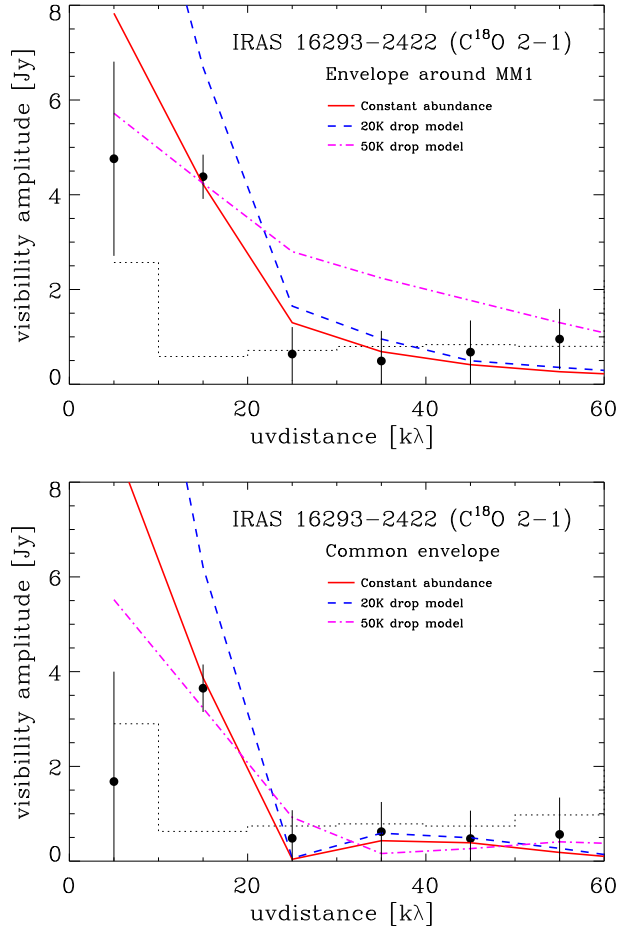 IRAS 16293−2422 (C¹⁸O 2−1)
Envelope around MM1
Constant abundance
20K drop model
50K drop model
visibillity amplitude [Jy]
8
6
4
2
0
0 20 40 60
uvdistance [kλ]
IRAS 16293−2422 (C¹⁸O 2−1)
Common envelope
Constant abundance
20K drop model
50K drop model
visibillity amplitude [Jy]
8
6
4
2
0
0 20 40 60
uvdistance [kλ]